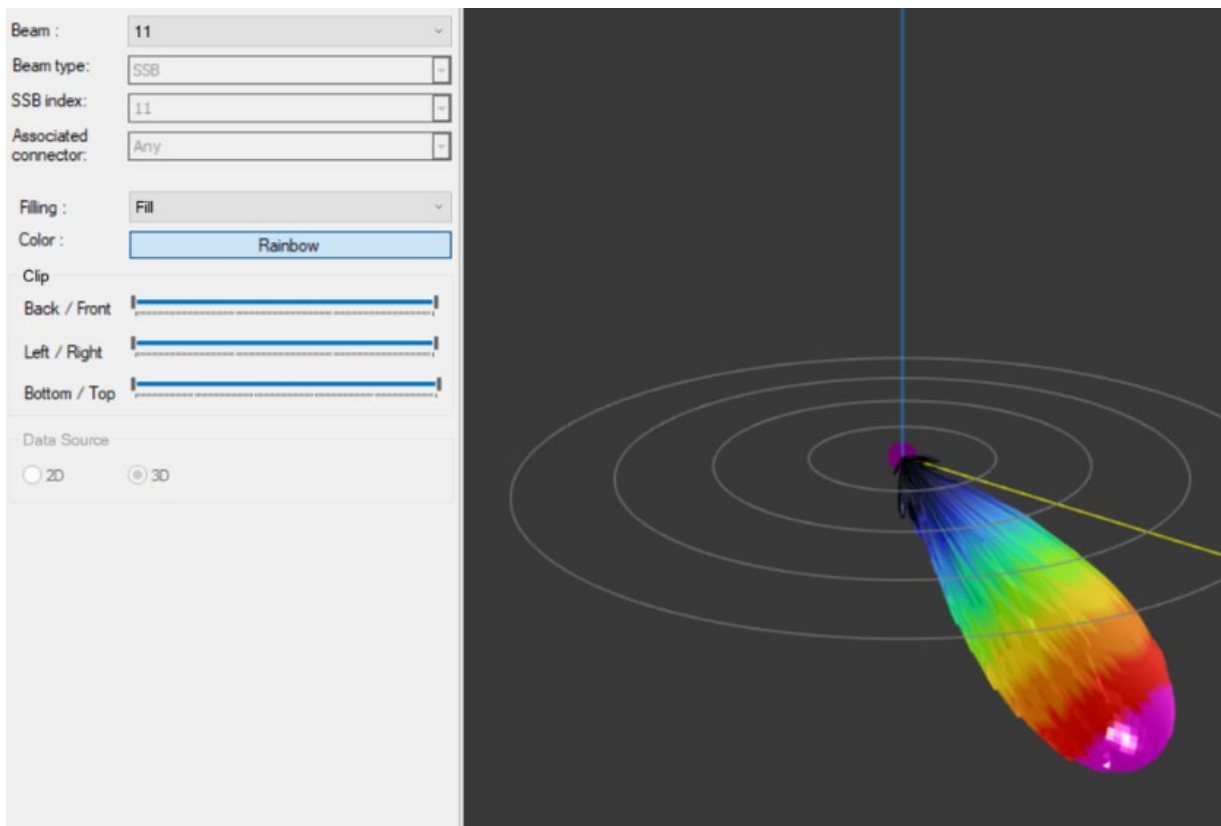 Beam : 11
Beam type: SSB
SSB index: 11
Associated
connector: Any
Filling : Fill
Color : Rainbow
Clip
Back / Front
Left / Right
Bottom / Top
Data Source
2D 3D